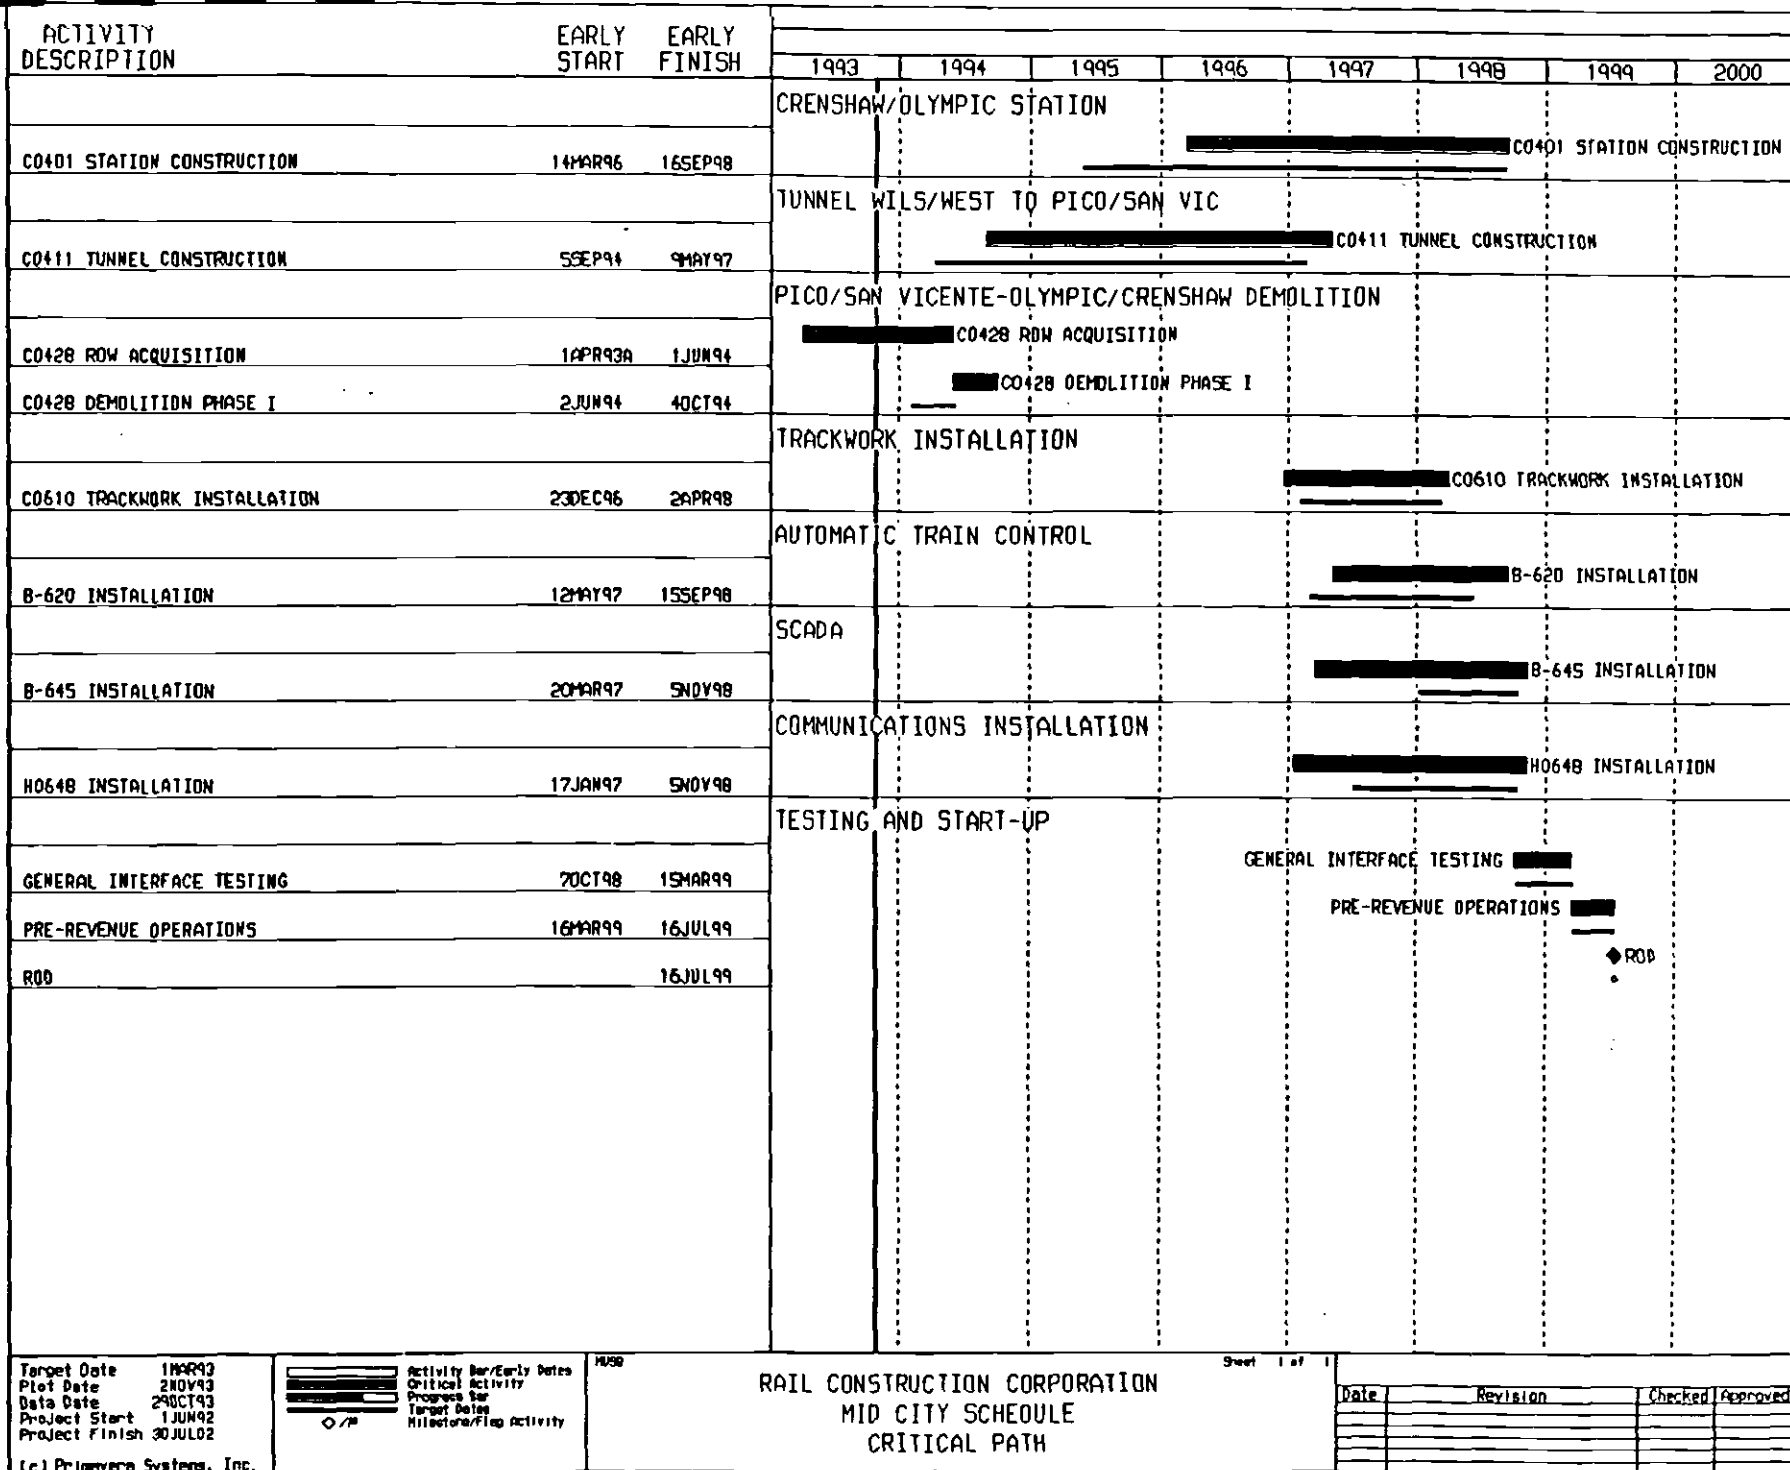 ACTIVITY DESCRIPTION EARLY START EARLY FINISH
1993 1994 1995 1996 1997 1998 1999 2000
CRENSHAW/OLYMPIC STATION
C0401 STATION CONSTRUCTION 14MAR96 16SEP98 C0401 STATION CONSTRUCTION
TUNNEL WILS/WEST TO PICO/SAN VIC
C0411 TUNNEL CONSTRUCTION 5SEP94 9MAY97 C0411 TUNNEL CONSTRUCTION
PICO/SAN VICENTE-OLYMPIC/CRENSHAW DEMOLITION
C0428 ROW ACQUISITION 1APR93A 1JUN94 C0428 ROW ACQUISITION
C0428 DEMOLITION PHASE I 2JUN94 4OCT94 C0428 DEMOLITION PHASE I
TRACKWORK INSTALLATION
C0610 TRACKWORK INSTALLATION 23DEC96 2APR98 C0610 TRACKWORK INSTALLATION
AUTOMATIC TRAIN CONTROL
B-620 INSTALLATION 12MAY97 15SEP98 B-620 INSTALLATION
SCADA
B-645 INSTALLATION 20MAR97 5NOV98 B-645 INSTALLATION
COMMUNICATIONS INSTALLATION
H0648 INSTALLATION 17JAN97 5NOV98 H0648 INSTALLATION
TESTING AND START-UP
GENERAL INTERFACE TESTING 7OCT98 15MAR99 GENERAL INTERFACE TESTING
PRE-REVENUE OPERATIONS 16MAR99 16JUL99 PRE-REVENUE OPERATIONS
ROD 16JUL99 ROD
Target Date 1MAR93
Plot Date 2NOV93
Data Date 29OCT93
Project Start 1JUN92
Project Finish 30JUL02
(c) Primavera Systems, Inc.
Activity Bar/Early Dates
Critical Activity
Progress Bar
Target Dates
Milestone/Flag Activity
Sheet 1 of 1
RAIL CONSTRUCTION CORPORATION
MID CITY SCHEDULE
CRITICAL PATH
Date Revision Checked Approved